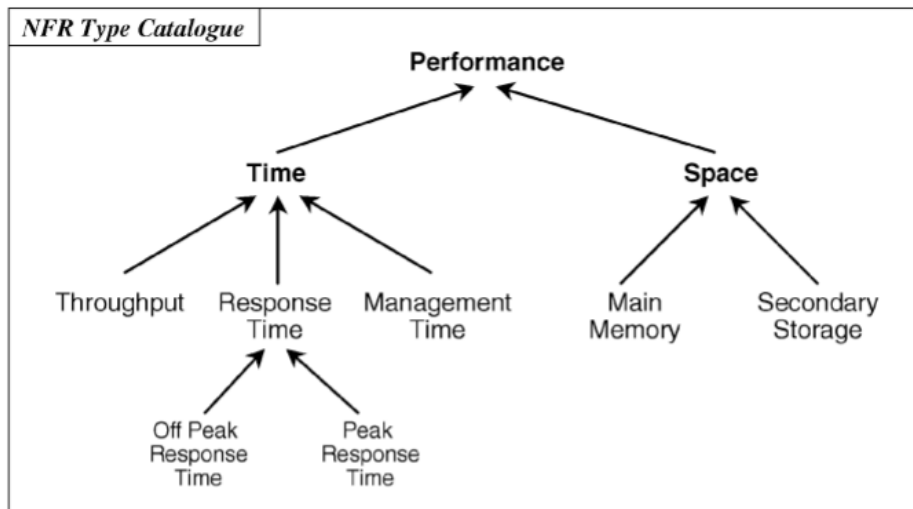 NFR Type Catalogue
Performance
Time
Space
Throughput
Response
Time
Management
Time
Main
Memory
Secondary
Storage
Off Peak
Response
Time
Peak
Response
Time